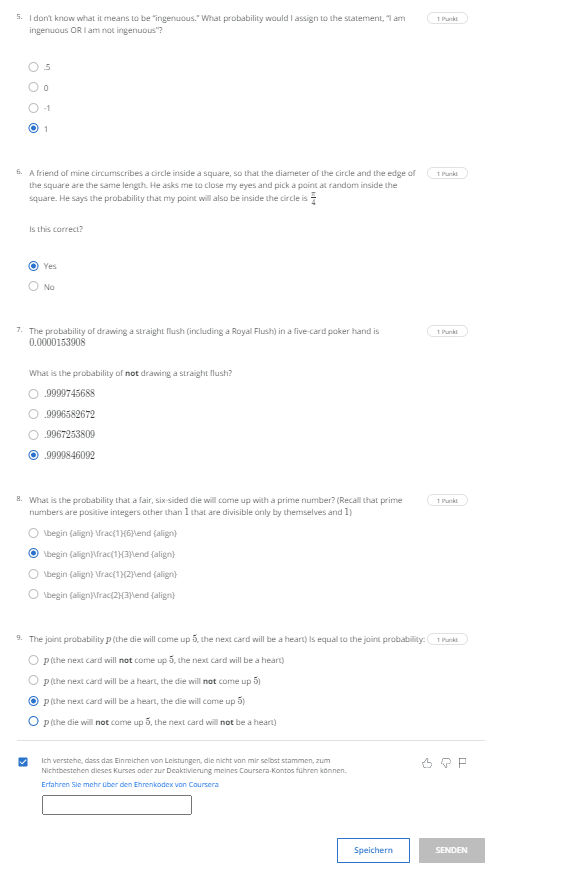 5. I don't know what it means to be "ingenuous." What probability would I assign to the statement, "I am
1 Punkt
ingenuous OR I am not ingenuous"?
.5
0
-1
1
6. A friend of mine circumscribes a circle inside a square, so that the diameter of the circle and the edge of
1 Punkt
the square are the same length. He asks me to close my eyes and pick a point at random inside the
square. He says the probability that my point will also be inside the circle is π/4
Is this correct?
Yes
No
7. The probability of drawing a straight flush (including a Royal Flush) in a five-card poker hand is
1 Punkt
0.0000153908
What is the probability of not drawing a straight flush?
.9999745688
.9996582672
.9967253809
.9999846092
8. What is the probability that a fair, six-sided die will come up with a prime number? (Recall that prime
1 Punkt
numbers are positive integers other than 1 that are divisible only by themselves and 1)
\begin {align} \frac{1}{6}\end {align}
\begin {align}\frac{1}{3}\end {align}
\begin {align} \frac{1}{2}\end {align}
\begin {align}\frac{2}{3}\end {align}
9. The joint probability p (the die will come up 5, the next card will be a heart) Is equal to the joint probability:
1 Punkt
p (the next card will not come up 5, the next card will be a heart)
p (the next card will be a heart, the die will not come up 5)
p (the next card will be a heart, the die will come up 5)
p (the die will not come up 5, the next card will not be a heart)
Ich verstehe, dass das Einreichen von Leistungen, die nicht von mir selbst stammen, zum
Nichtbestehen dieses Kurses oder zur Deaktivierung meines Coursera-Kontos führen können.
Erfahren Sie mehr über den Ehrenkodex von Coursera
Speichern
SENDEN